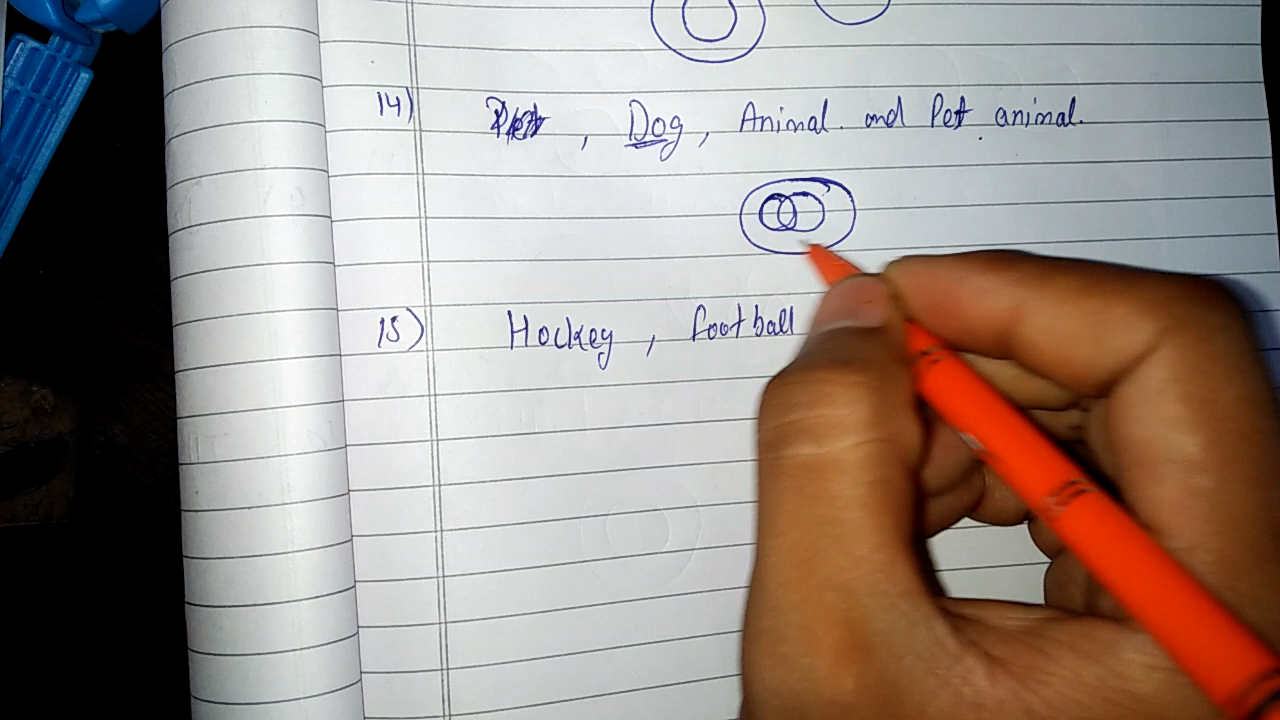 14) , Dog, Animal. and Pet animal.
15) Hockey, football